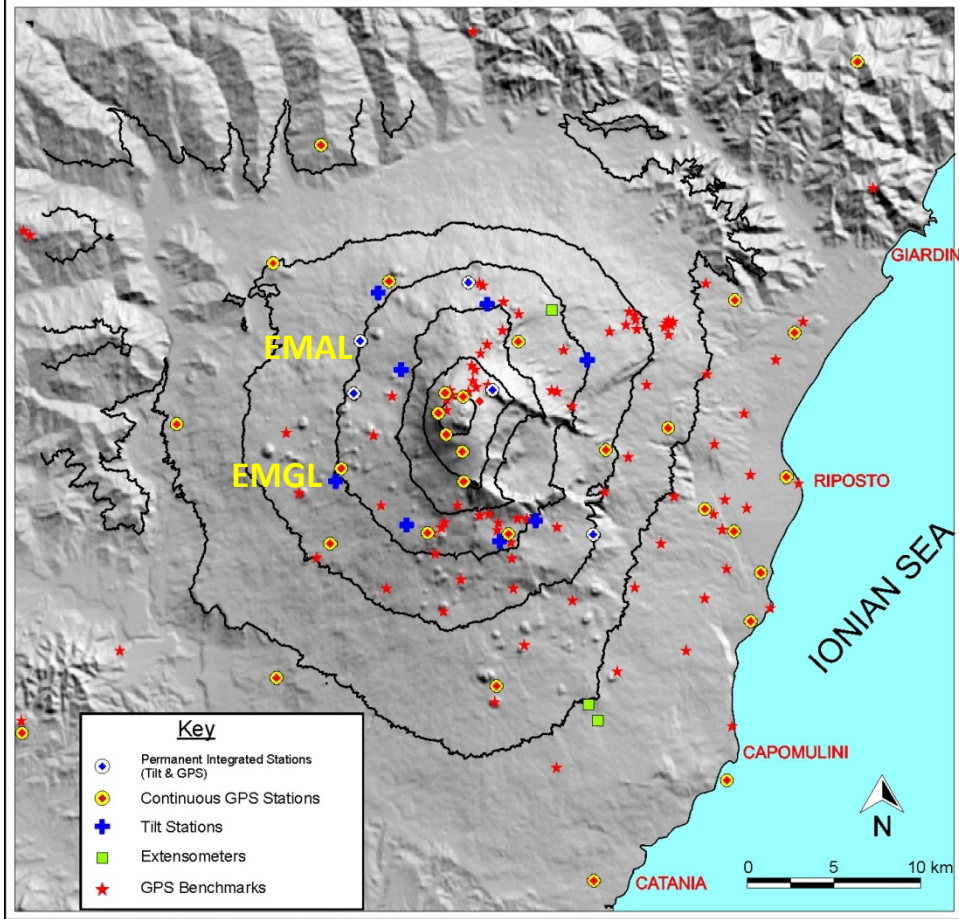 GIARDIN
EMAL
EMGL
RIPOSTO
IONIAN SEA
Key
Permanent Integrated Stations
(Tilt & GPS)
Continuous GPS Stations
Tilt Stations
Extensometers
GPS Benchmarks
CAPOMULINI
N
0 5 10 km
CATANIA